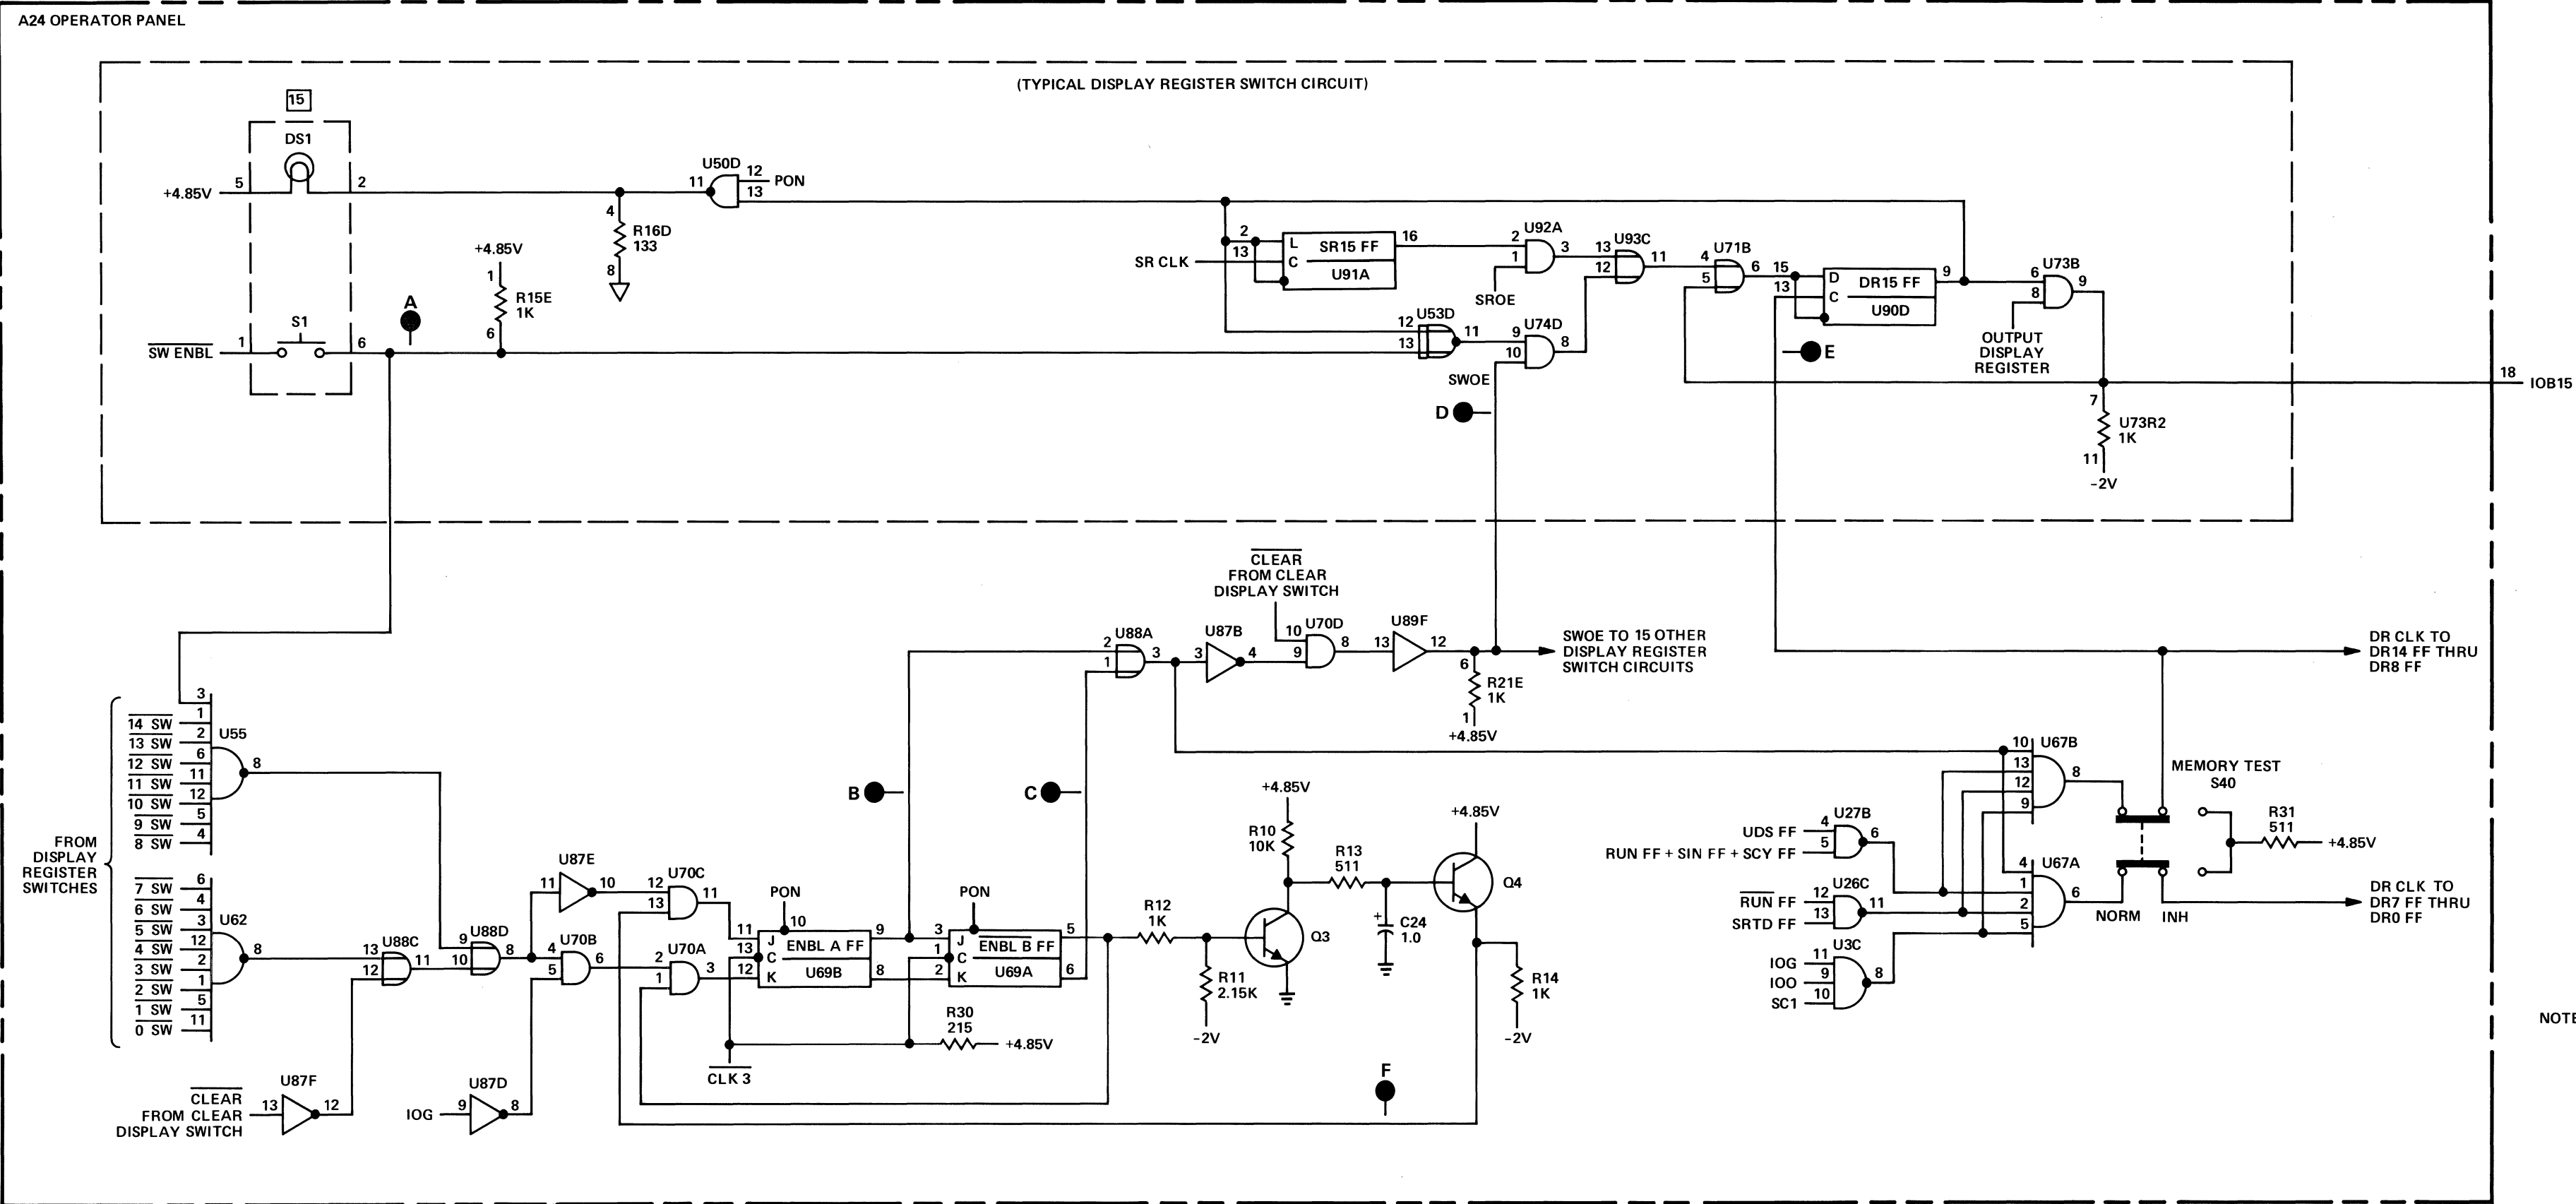 A24 OPERATOR PANEL
(TYPICAL DISPLAY REGISTER SWITCH CIRCUIT)
15
DS1
+4.85V
5
2
U50D
11
12
PON
13
4
R16D
133
8
+4.85V
1
R15E
1K
6
A
S1
SW ENBL
1
6
2
L
SR15 FF
16
SR CLK
13
C
U91A
U92A
2
3
1
SROE
U93C
13
11
12
U53D
12
11
13
U74D
9
8
10
SWOE
D
U71B
4
6
5
15
D
DR15 FF
9
13
C
U90D
E
U73B
6
9
8
OUTPUT
DISPLAY
REGISTER
18
IOB15
7
U73R2
1K
11
-2V
CLEAR
FROM CLEAR
DISPLAY SWITCH
U88A
2
3
1
U87B
3
4
10
U70D
8
9
U89F
13
12
6
R21E
1K
1
+4.85V
SWOE TO 15 OTHER
DISPLAY REGISTER
SWITCH CIRCUITS
DR CLK TO
DR14 FF THRU
DR8 FF
FROM
DISPLAY
REGISTER
SWITCHES
3
1
14 SW
2
13 SW
6
12 SW
11
11 SW
12
10 SW
5
9 SW
4
8 SW
U55
8
6
7 SW
4
6 SW
3
5 SW
12
4 SW
2
3 SW
1
2 SW
5
1 SW
11
0 SW
U62
8
CLEAR
FROM CLEAR
DISPLAY SWITCH
13
U87F
12
U88C
13
11
12
U88D
9
8
10
IOG
9
U87D
8
U87E
11
10
U70B
4
6
5
U70C
12
11
13
U70A
2
3
1
PON
10
11
J
ENBL A FF
9
13
C
U69B
12
K
8
B
PON
3
J
ENBL B FF
5
1
C
U69A
2
K
6
C
R30
215
+4.85V
CLK 3
R12
1K
R11
2.15K
-2V
+4.85V
R10
10K
Q3
R13
511
+
C24
1.0
+4.85V
Q4
R14
1K
-2V
F
UDS FF
4
U27B
6
RUN FF + SIN FF + SCY FF
5
RUN FF
12
U26C
11
SRTD FF
13
IOG
11
U3C
IOO
9
8
SC1
10
10
U67B
13
8
12
9
4
U67A
1
6
2
5
MEMORY TEST
S40
NORM
INH
R31
511
+4.85V
DR CLK TO
DR7 FF THRU
DR0 FF
NOTE